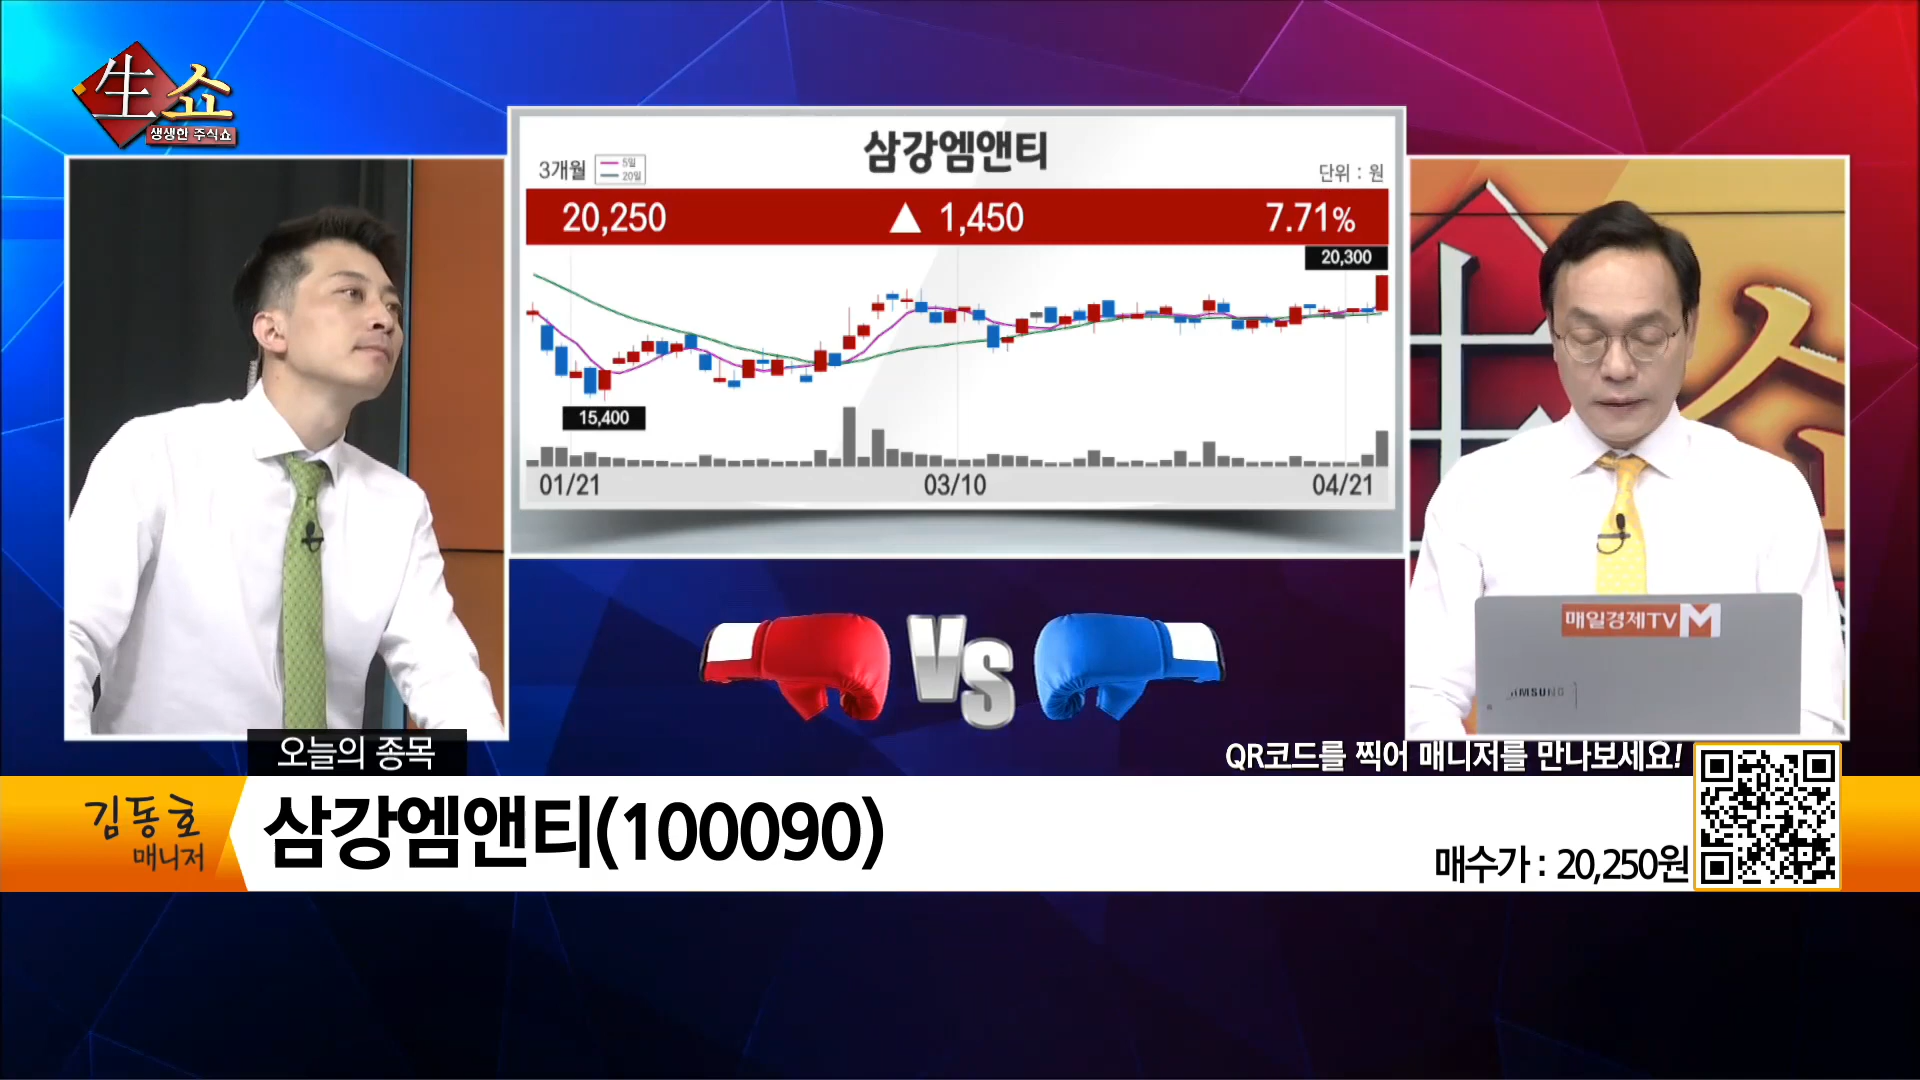 生쇼
생생한 주식쇼
삼강엠앤티
3개월
5일
20일
단위 : 원
20,250 ▲ 1,450 7.71%
20,300
15,400
01/21 03/10 04/21
VS
매일경제TV M
SAMSUNG
오늘의 종목
QR코드를 찍어 매니저를 만나보세요!
김동호
매니저
삼강엠앤티(100090)
매수가 : 20,250원